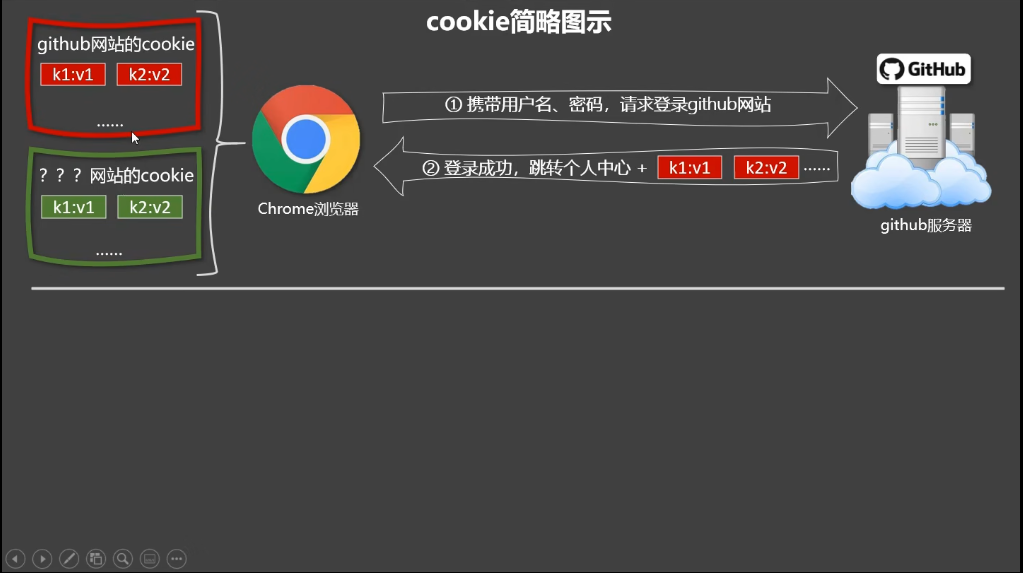 cookie简略图示
github网站的cookie
k1:v1 k2:v2
......
？？？网站的cookie
k1:v1 k2:v2
......
Chrome浏览器
① 携带用户名、密码，请求登录github网站
② 登录成功，跳转个人中心 + k1:v1 k2:v2 ......
GitHub
github服务器